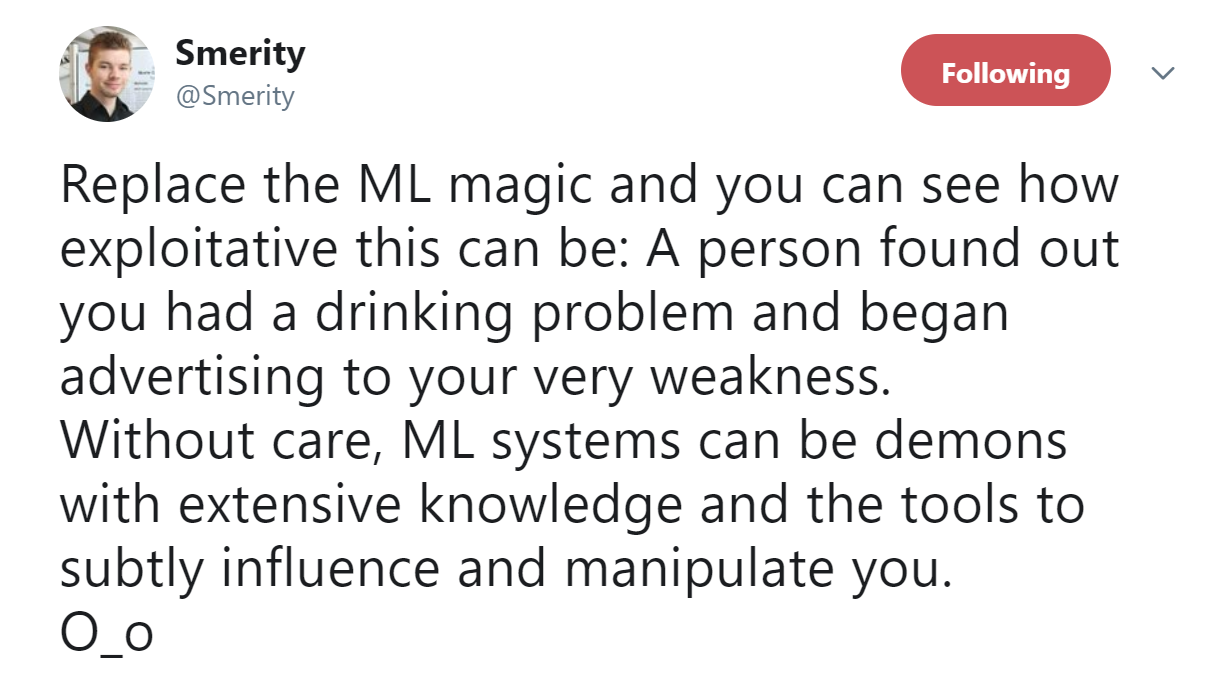 Smerity
@Smerity
Following
Replace the ML magic and you can see how
exploitative this can be: A person found out
you had a drinking problem and began
advertising to your very weakness.
Without care, ML systems can be demons
with extensive knowledge and the tools to
subtly influence and manipulate you.
O_o